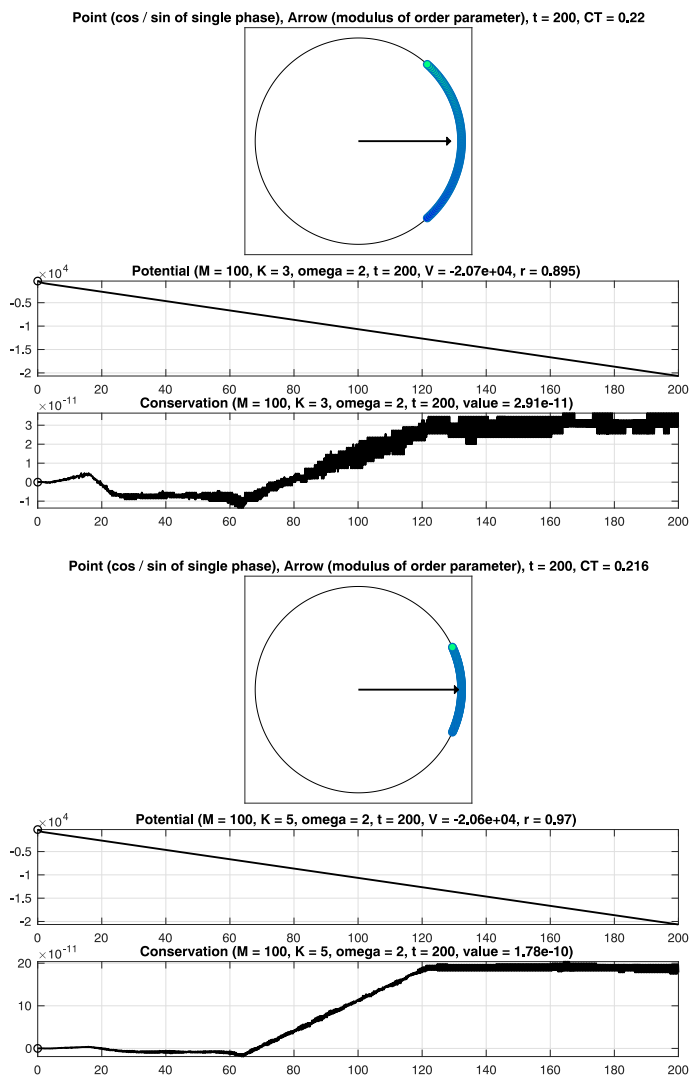 Point (cos / sin of single phase), Arrow (modulus of order parameter), t = 200, CT = 0.22
×10⁴
Potential (M = 100, K = 3, omega = 2, t = 200, V = -2.07e+04, r = 0.895)
-0.5
-1
-1.5
-2
0 20 40 60 80 100 120 140 160 180 200
×10⁻¹¹
Conservation (M = 100, K = 3, omega = 2, t = 200, value = 2.91e-11)
3
2
1
0
-1
0 20 40 60 80 100 120 140 160 180 200
Point (cos / sin of single phase), Arrow (modulus of order parameter), t = 200, CT = 0.216
×10⁴
Potential (M = 100, K = 5, omega = 2, t = 200, V = -2.06e+04, r = 0.97)
-0.5
-1
-1.5
-2
0 20 40 60 80 100 120 140 160 180 200
×10⁻¹¹
Conservation (M = 100, K = 5, omega = 2, t = 200, value = 1.78e-10)
20
10
0
0 20 40 60 80 100 120 140 160 180 200